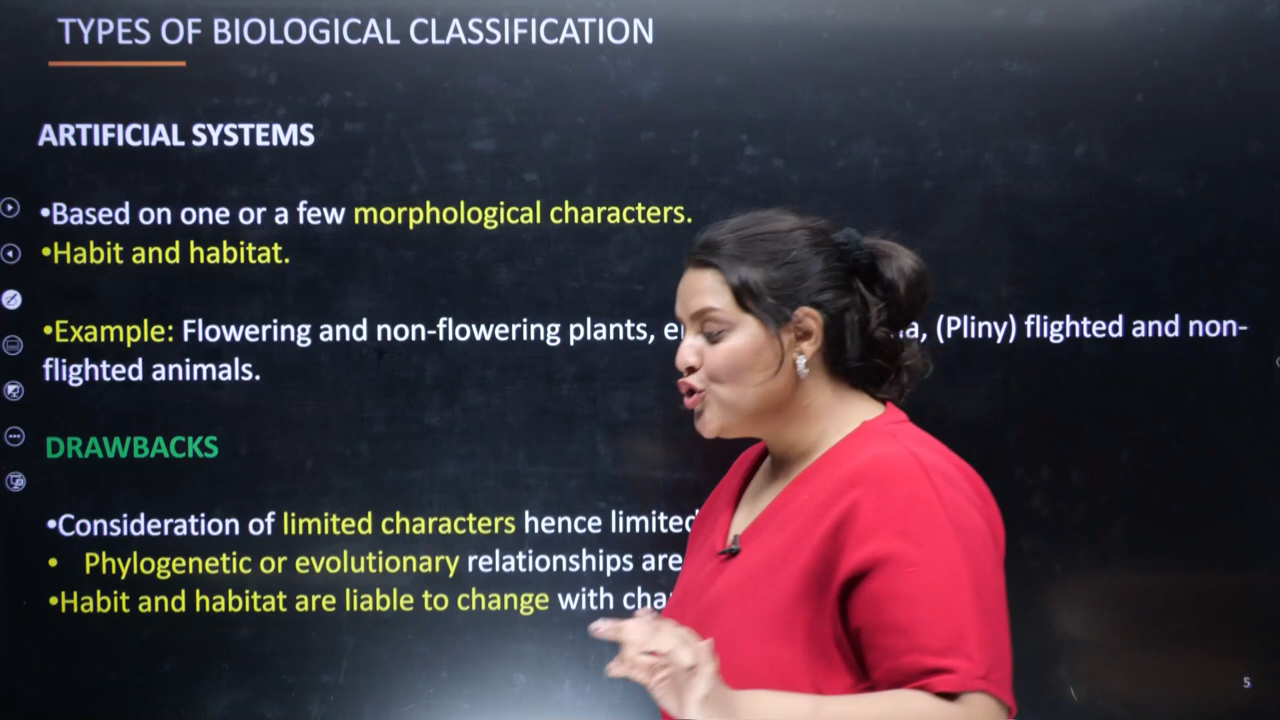 TYPES OF BIOLOGICAL CLASSIFICATION
ARTIFICIAL SYSTEMS
•Based on one or a few morphological characters.
•Habit and habitat.
•Example: Flowering and non-flowering plants, (Pliny) flighted and non-
flighted animals.
DRAWBACKS
•Consideration of limited characters hence limited
• Phylogenetic or evolutionary relationships are
•Habit and habitat are liable to change with
5